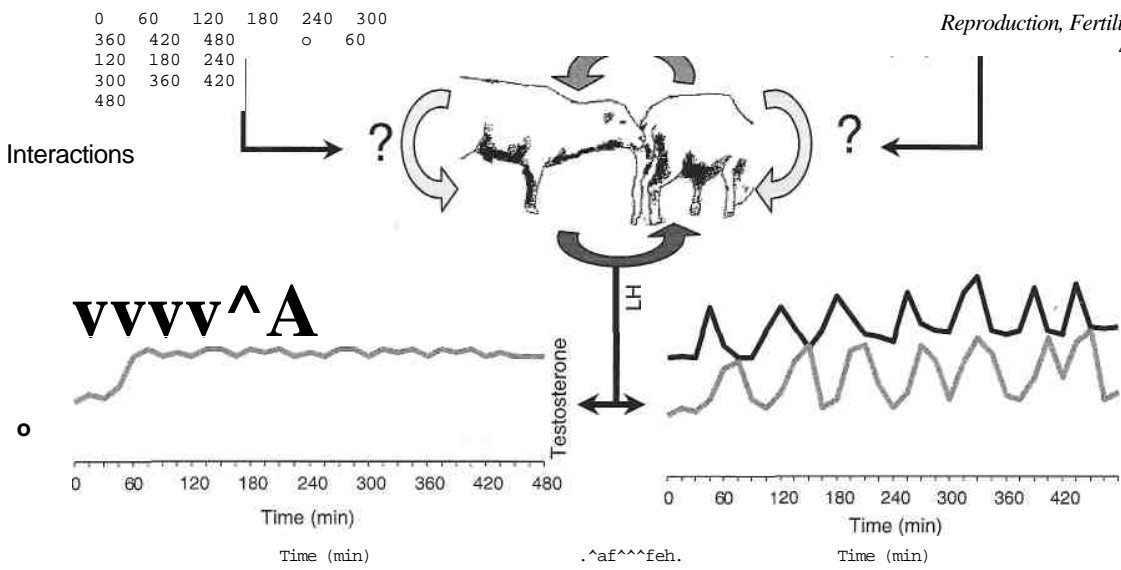 0 60 120 180 240 300
360 420 480 o 60
120 180 240
300 360 420
480
Reproduction, Fertili
?
?
Interactions
LH
vvvv^A
Testosterone
o
0 60 120 180 240 300 360 420 480
Time (min)
0 60 120 180 240 300 360 420
Time (min)
Time (min) .^af^^^feh. Time (min)